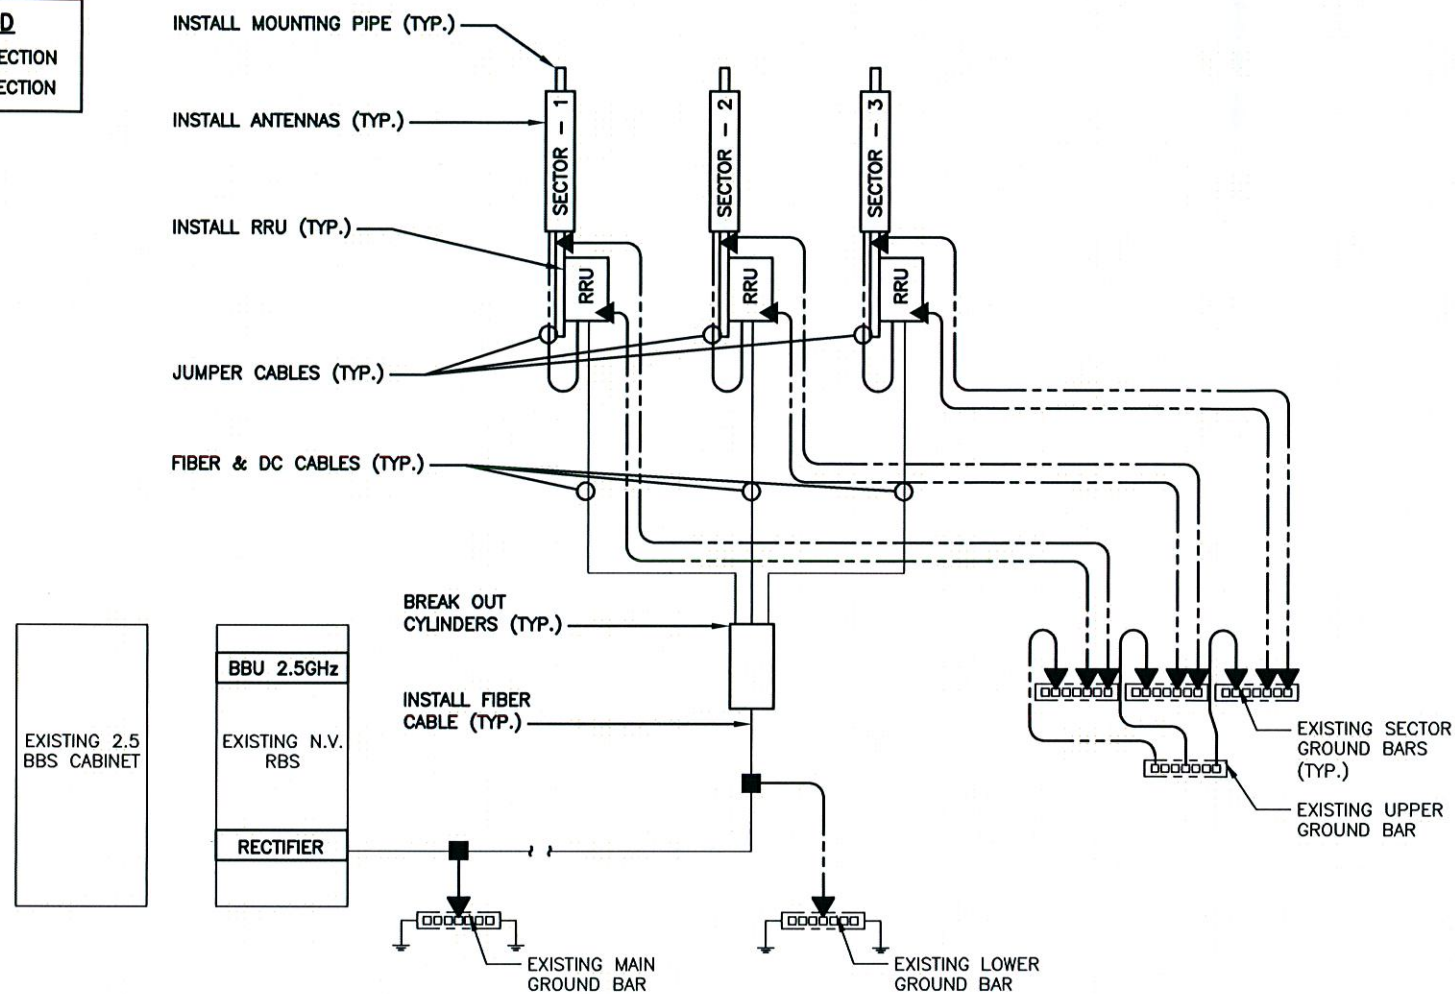 D
ECTION
ECTION
INSTALL MOUNTING PIPE (TYP.)
INSTALL ANTENNAS (TYP.)
INSTALL RRU (TYP.)
JUMPER CABLES (TYP.)
FIBER & DC CABLES (TYP.)
SECTOR - 1
SECTOR - 2
SECTOR - 3
RRU
RRU
RRU
BREAK OUT
CYLINDERS (TYP.)
INSTALL FIBER
CABLE (TYP.)
EXISTING 2.5
BBS CABINET
BBU 2.5GHz
EXISTING N.V.
RBS
RECTIFIER
EXISTING SECTOR
GROUND BARS
(TYP.)
EXISTING UPPER
GROUND BAR
EXISTING MAIN
GROUND BAR
EXISTING LOWER
GROUND BAR